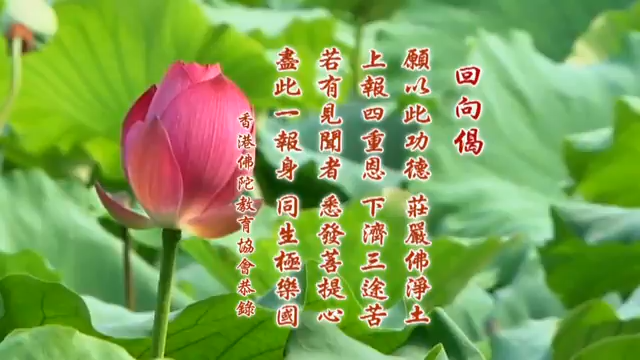 回向偈
願以此功德 莊嚴佛淨土
上報四重恩 下濟三途苦
若有見聞者 悉發菩提心
盡此一報身 同生極樂國
香港佛陀教育協會恭錄